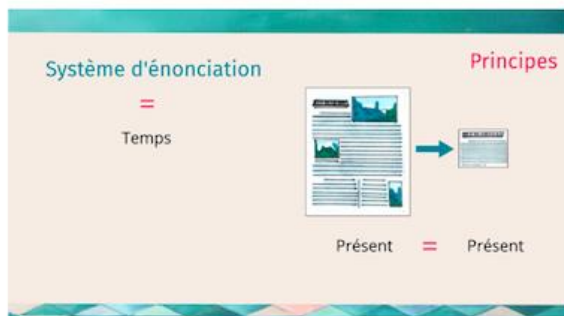 Principes
Système d'énonciation
=
Temps
Présent = Présent